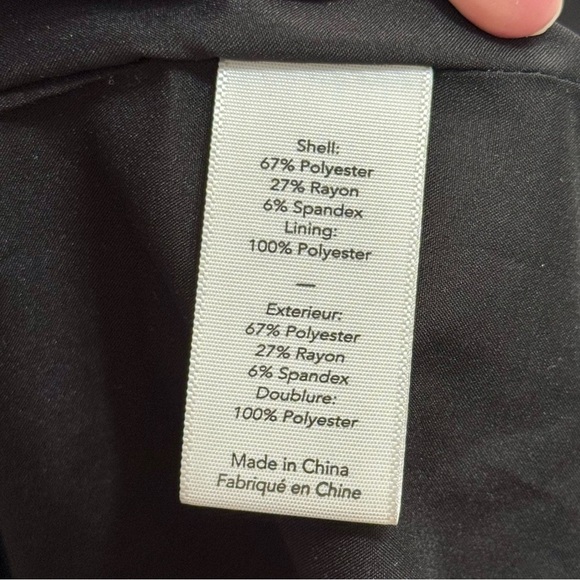 Shell:
67% Polyester
27% Rayon
6% Spandex
Lining:
100% Polyester
—
Exterieur:
67% Polyester
27% Rayon
6% Spandex
Doublure:
100% Polyester
Made in China
Fabriqué en Chine